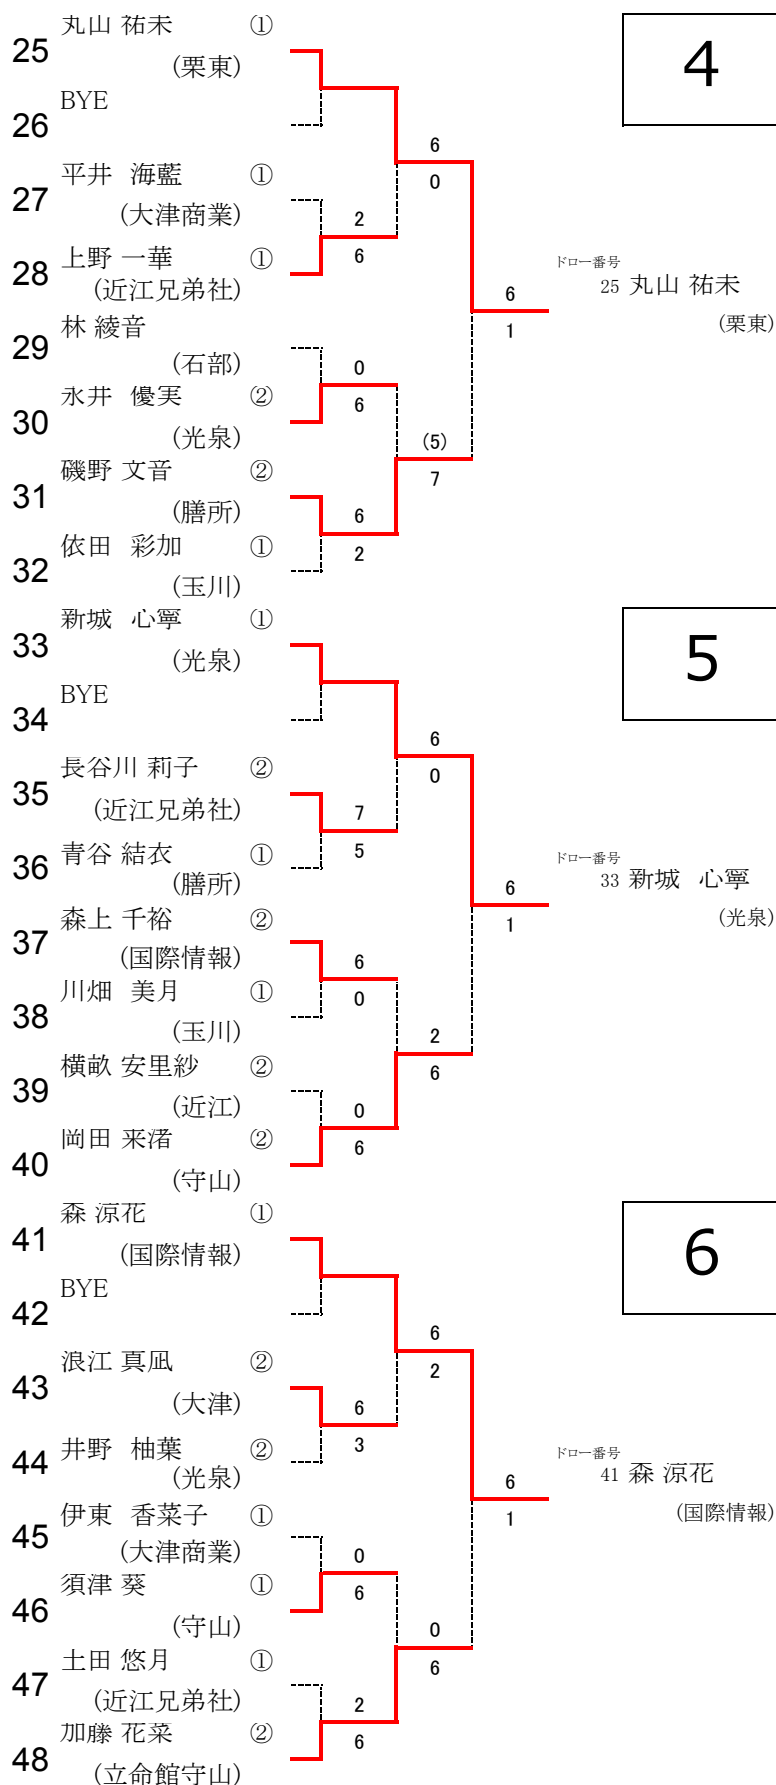 丸山 祐未 ①
25
(栗東)
BYE
26
平井 海藍 ①
27
(大津商業)
上野 一華 ①
28
(近江兄弟社)
林 綾音
29
(石部)
永井 優実 ②
30
(光泉)
磯野 文音 ②
31
(膳所)
依田 彩加 ①
32
(玉川)
2
6
0
6
6
2
6
0
(5)
7
6
1
4
ドロー番号
25 丸山 祐未
(栗東)
新城 心寧 ①
33
(光泉)
BYE
34
長谷川 莉子 ②
35
(近江兄弟社)
青谷 結衣 ①
36
(膳所)
森上 千裕 ②
37
(国際情報)
川畑 美月 ①
38
(玉川)
横畝 安里紗 ②
39
(近江)
岡田 来渚 ②
40
(守山)
7
5
6
0
0
6
6
0
2
6
6
1
5
ドロー番号
33 新城 心寧
(光泉)
森 涼花 ①
41
(国際情報)
BYE
42
浪江 真凪 ②
43
(大津)
井野 柚葉 ②
44
(光泉)
伊東 香菜子 ①
45
(大津商業)
須津 葵 ①
46
(守山)
土田 悠月 ①
47
(近江兄弟社)
加藤 花菜 ②
48
(立命館守山)
6
3
0
6
2
6
6
2
0
6
6
1
6
ドロー番号
41 森 涼花
(国際情報)